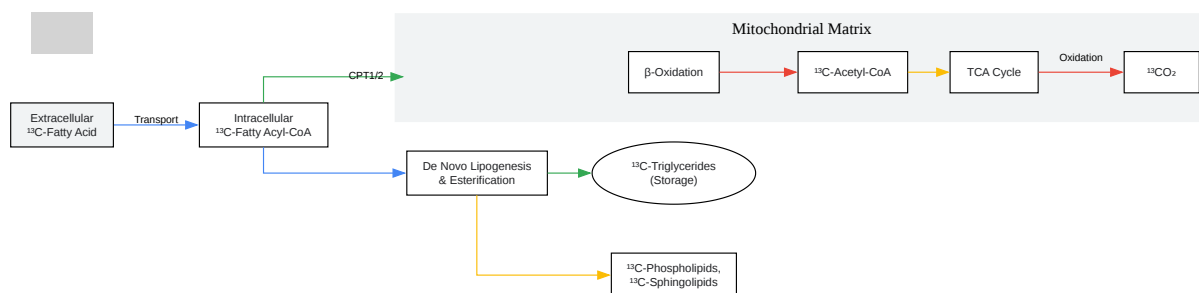 Mitochondrial Matrix
β-Oxidation
¹³C-Acetyl-CoA
TCA Cycle
Oxidation
¹³CO₂
CPT1/2
Extracellular
¹³C-Fatty Acid
Transport
Intracellular
¹³C-Fatty Acyl-CoA
De Novo Lipogenesis
& Esterification
¹³C-Triglycerides
(Storage)
¹³C-Phospholipids,
¹³C-Sphingolipids